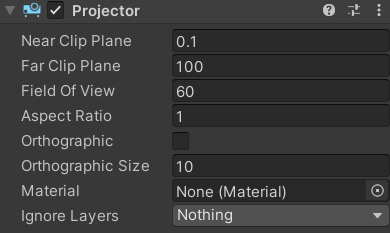 Projector
Near Clip Plane 0.1
Far Clip Plane 100
Field Of View 60
Aspect Ratio 1
Orthographic
Orthographic Size 10
Material None (Material)
Ignore Layers Nothing